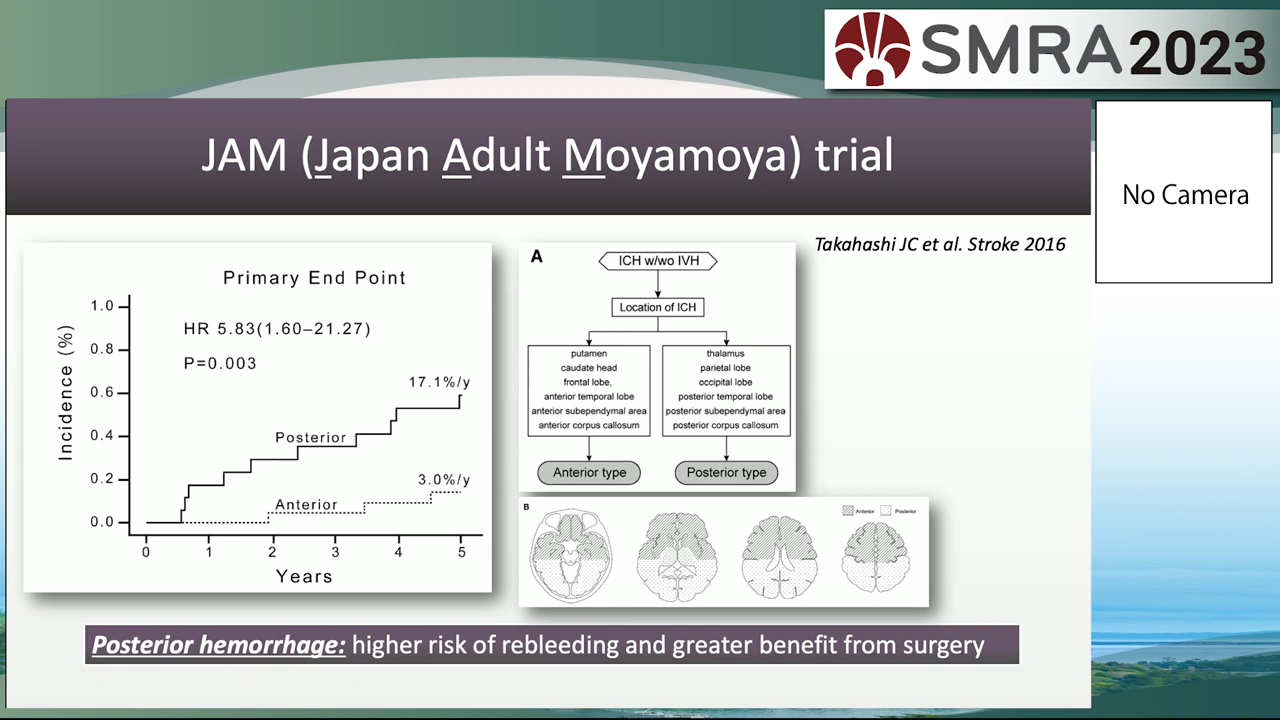 SMRA 2023
JAM (Japan Adult Moyamoya) trial
No Camera
Takahashi JC et al. Stroke 2016
Primary End Point
HR 5.83(1.60–21.27)
P=0.003
Incidence (%)
1.0
0.8
0.6
0.4
0.2
0.0
17.1%/y
Posterior
3.0%/y
Anterior
0 1 2 3 4 5
Years
A
ICH w/wo IVH
Location of ICH
putamen
caudate head
frontal lobe,
anterior temporal lobe
anterior subependymal area
anterior corpus callosum
thalamus
parietal lobe
occipital lobe
posterior temporal lobe
posterior subependymal area
posterior corpus callosum
Anterior type
Posterior type
B
Anterior Posterior
Posterior hemorrhage: higher risk of rebleeding and greater benefit from surgery